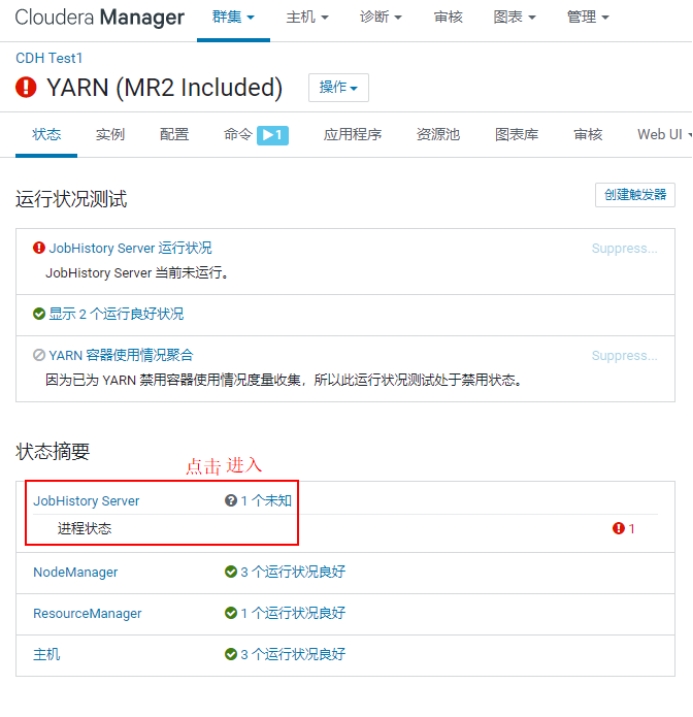 Cloudera Manager 群集 主机 诊断 审核 图表 管理
CDH Test1
YARN (MR2 Included) 操作
状态 实例 配置 命令 1 应用程序 资源池 图表库 审核 Web UI
运行状况测试 创建触发器
JobHistory Server 运行状况 Suppress...
JobHistory Server 当前未运行。
显示 2 个运行良好状况
YARN 容器使用情况聚合 Suppress...
因为已为 YARN 禁用容器使用情况度量收集，所以此运行状况测试处于禁用状态。
状态摘要
点击 进入
JobHistory Server 1 个未知
进程状态 1
NodeManager 3 个运行状况良好
ResourceManager 1 个运行状况良好
主机 3 个运行状况良好